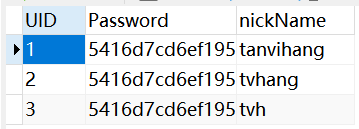 UID Password nickName
1 5416d7cd6ef195 tanvihang
2 5416d7cd6ef195 tvhang
3 5416d7cd6ef195 tvh